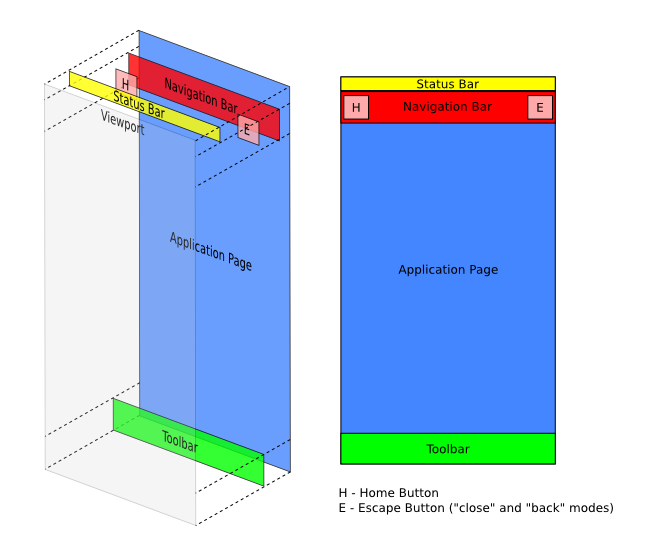 H
Navigation Bar
Status Bar
E
Viewport
Application Page
Toolbar
Status Bar
H
Navigation Bar
E
Application Page
Toolbar
H - Home Button
E - Escape Button ("close" and "back" modes)